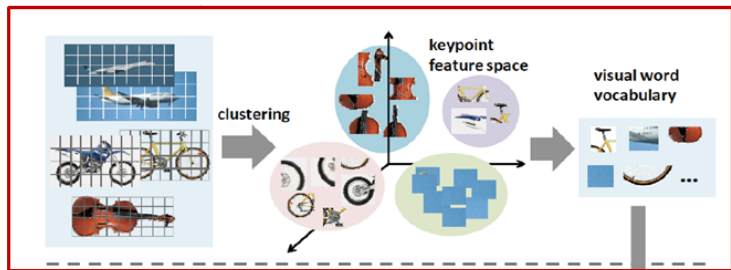 clustering
keypoint
feature space
visual word
vocabulary
...